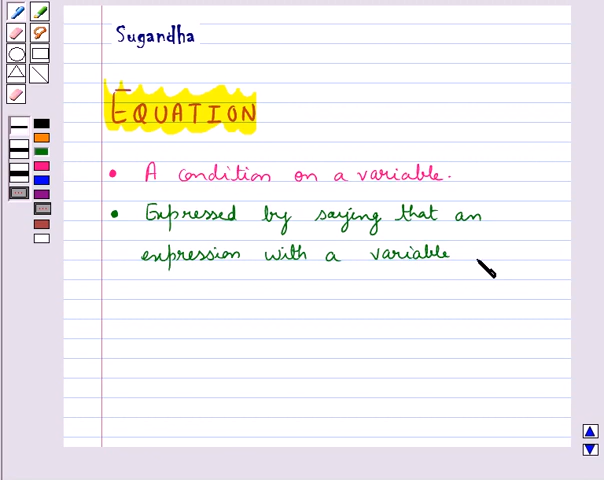 Sugandha
EQUATION
• A condition on a variable.
• Expressed by saying that an
expression with a variable